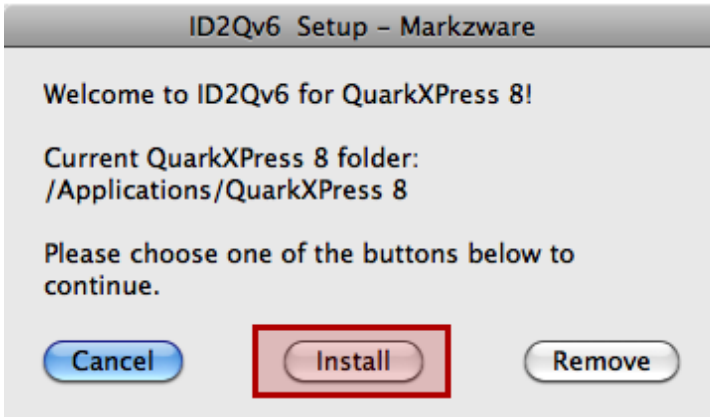 ID2Qv6 Setup – Markzware
Welcome to ID2Qv6 for QuarkXPress 8!
Current QuarkXPress 8 folder:
/Applications/QuarkXPress 8
Please choose one of the buttons below to
continue.
Cancel Install Remove